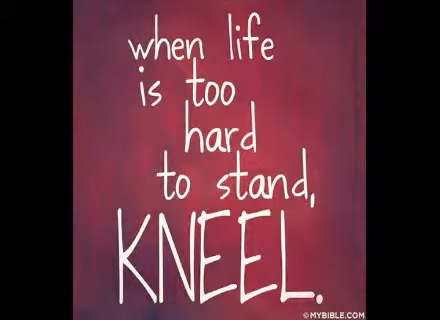 when life
is too
hard
to stand,
KNEEL.
© MYBIBLE.COM